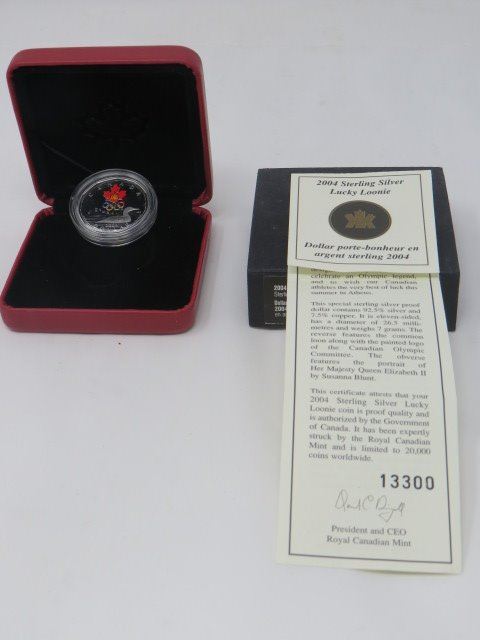 CANADA
2004 Sterling Silver
Lucky Loonie
Dollar porte-bonheur en
argent sterling 2004
celebrate an Olympic legend,
and to wish our Canadian
athletes the very best of luck this
summer in Athens.
This special sterling silver proof
dollar contains 92.5% silver and
7.5% copper. It is eleven-sided,
has a diameter of 26.5 milli-
metres and weighs 7 grams. The
reverse features the common
loon along with the painted logo
of the Canadian Olympic
Committee. The obverse
features the portrait of
Her Majesty Queen Elizabeth II
by Susanna Blunt.
This certificate attests that your
2004 Sterling Silver Lucky
Loonie coin is proof quality and
is authorized by the Government
of Canada. It has been expertly
struck by the Royal Canadian
Mint and is limited to 20,000
coins worldwide.
13300
President and CEO
Royal Canadian Mint
2004